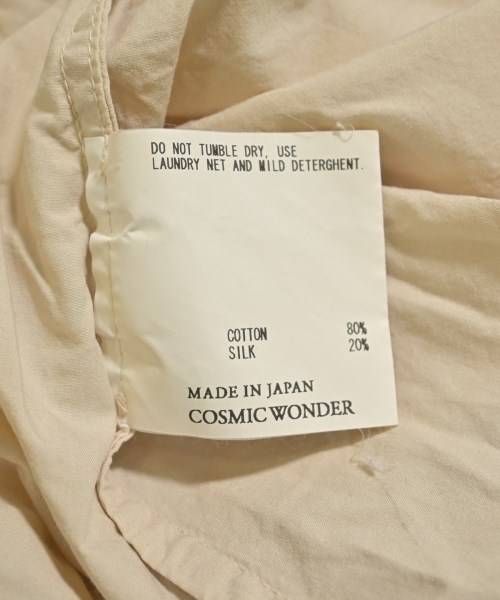 DO NOT TUMBLE DRY, USE
LAUNDRY NET AND MILD DETERGHENT.
COTTON 80%
SILK 20%
MADE IN JAPAN
COSMIC WONDER